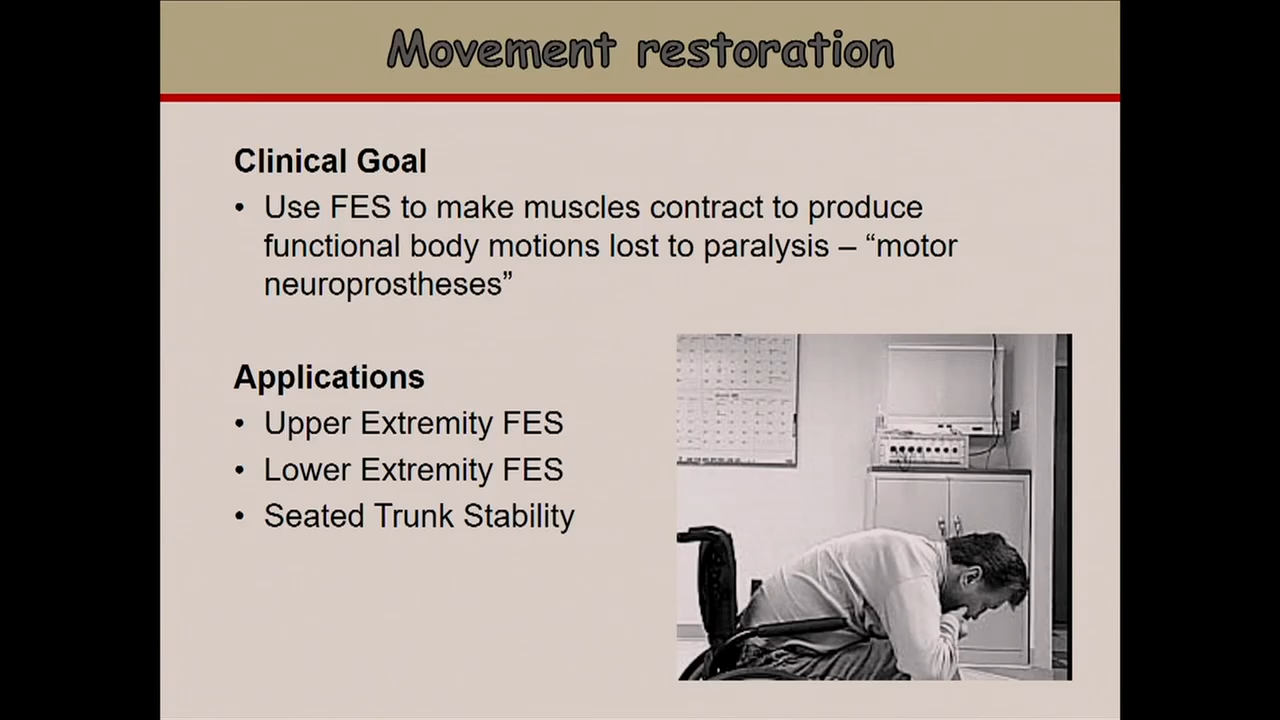 Movement restoration
Clinical Goal
• Use FES to make muscles contract to produce
functional body motions lost to paralysis – “motor
neuroprostheses”
Applications
• Upper Extremity FES
• Lower Extremity FES
• Seated Trunk Stability